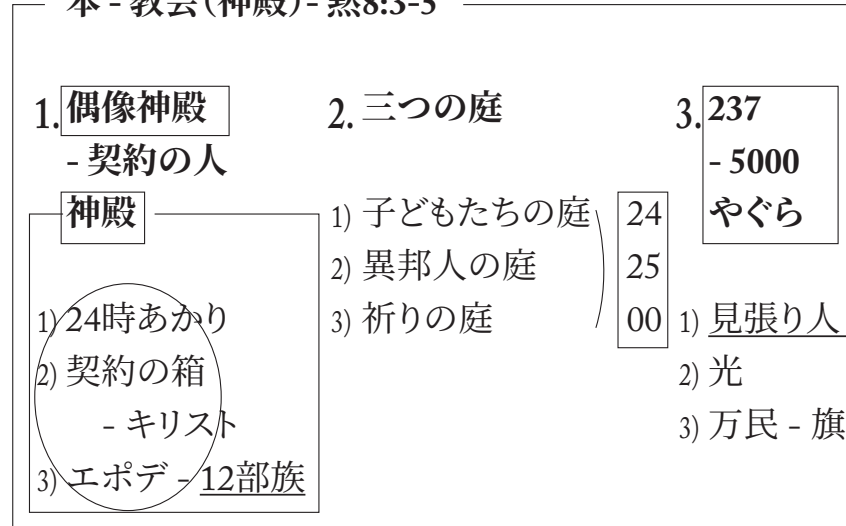 本 - 教会（神殿）- 黙8:3-5
1. 偶像神殿
- 契約の人
神殿
1) 24時あかり
2) 契約の箱
- キリスト
3) エポデ - 12部族
2. 三つの庭
1) 子どもたちの庭
2) 異邦人の庭
3) 祈りの庭
24
25
00
3. 237
- 5000
やぐら
1) 見張り人
2) 光
3) 万民 - 旗